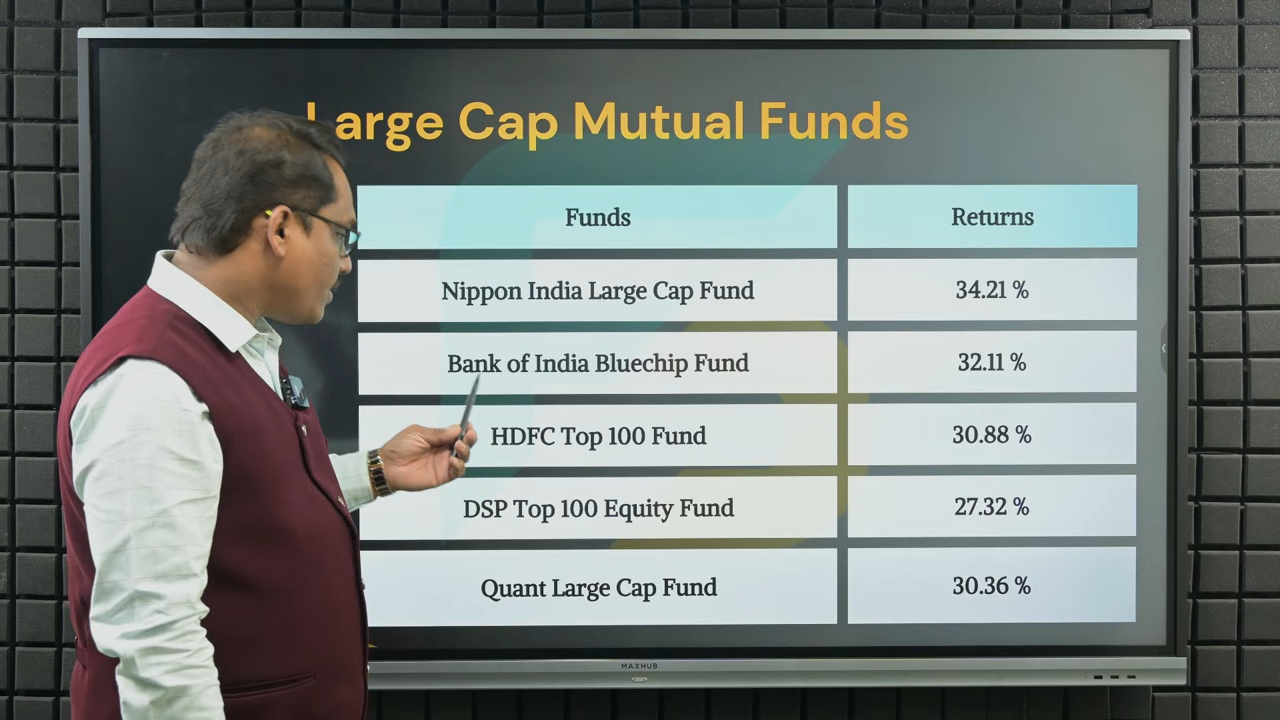 Large Cap Mutual Funds
Funds Returns
Nippon India Large Cap Fund 34.21 %
Bank of India Bluechip Fund 32.11 %
HDFC Top 100 Fund 30.88 %
DSP Top 100 Equity Fund 27.32 %
Quant Large Cap Fund 30.36 %
MAXHUB